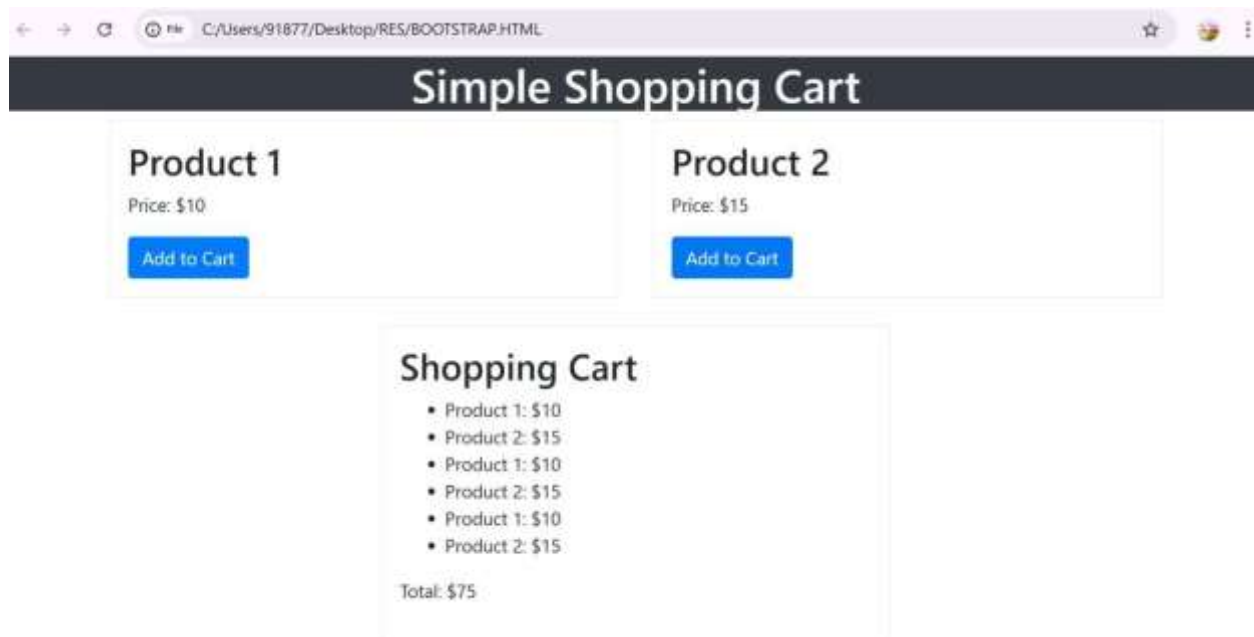 File C:/Users/91877/Desktop/RES/BOOTSTRAP.HTML
Simple Shopping Cart
Product 1
Price: $10
Add to Cart
Product 2
Price: $15
Add to Cart
Shopping Cart
• Product 1: $10
• Product 2: $15
• Product 1: $10
• Product 2: $15
• Product 1: $10
• Product 2: $15
Total: $75